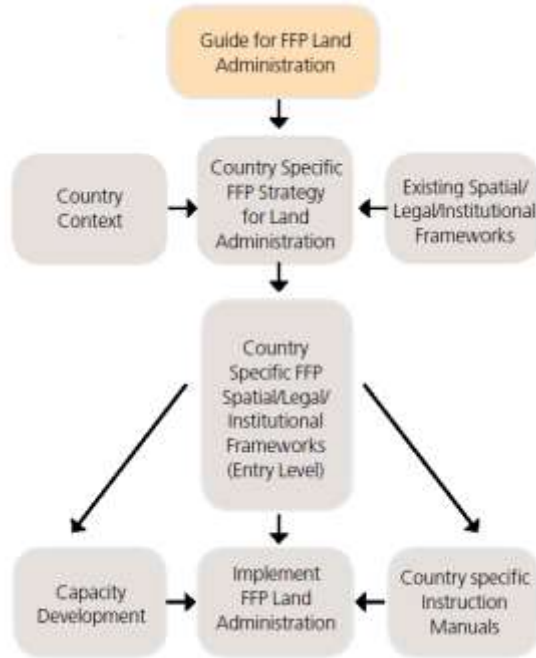 Guide for FFP Land
Administration
Country
Context
Country Specific
FFP Strategy
for Land
Administration
Existing Spatial/
Legal/Institutional
Frameworks
Country
Specific FFP
Spatial/Legal/
Institutional
Frameworks
(Entry Level)
Capacity
Development
Implement
FFP Land
Administration
Country specific
Instruction
Manuals